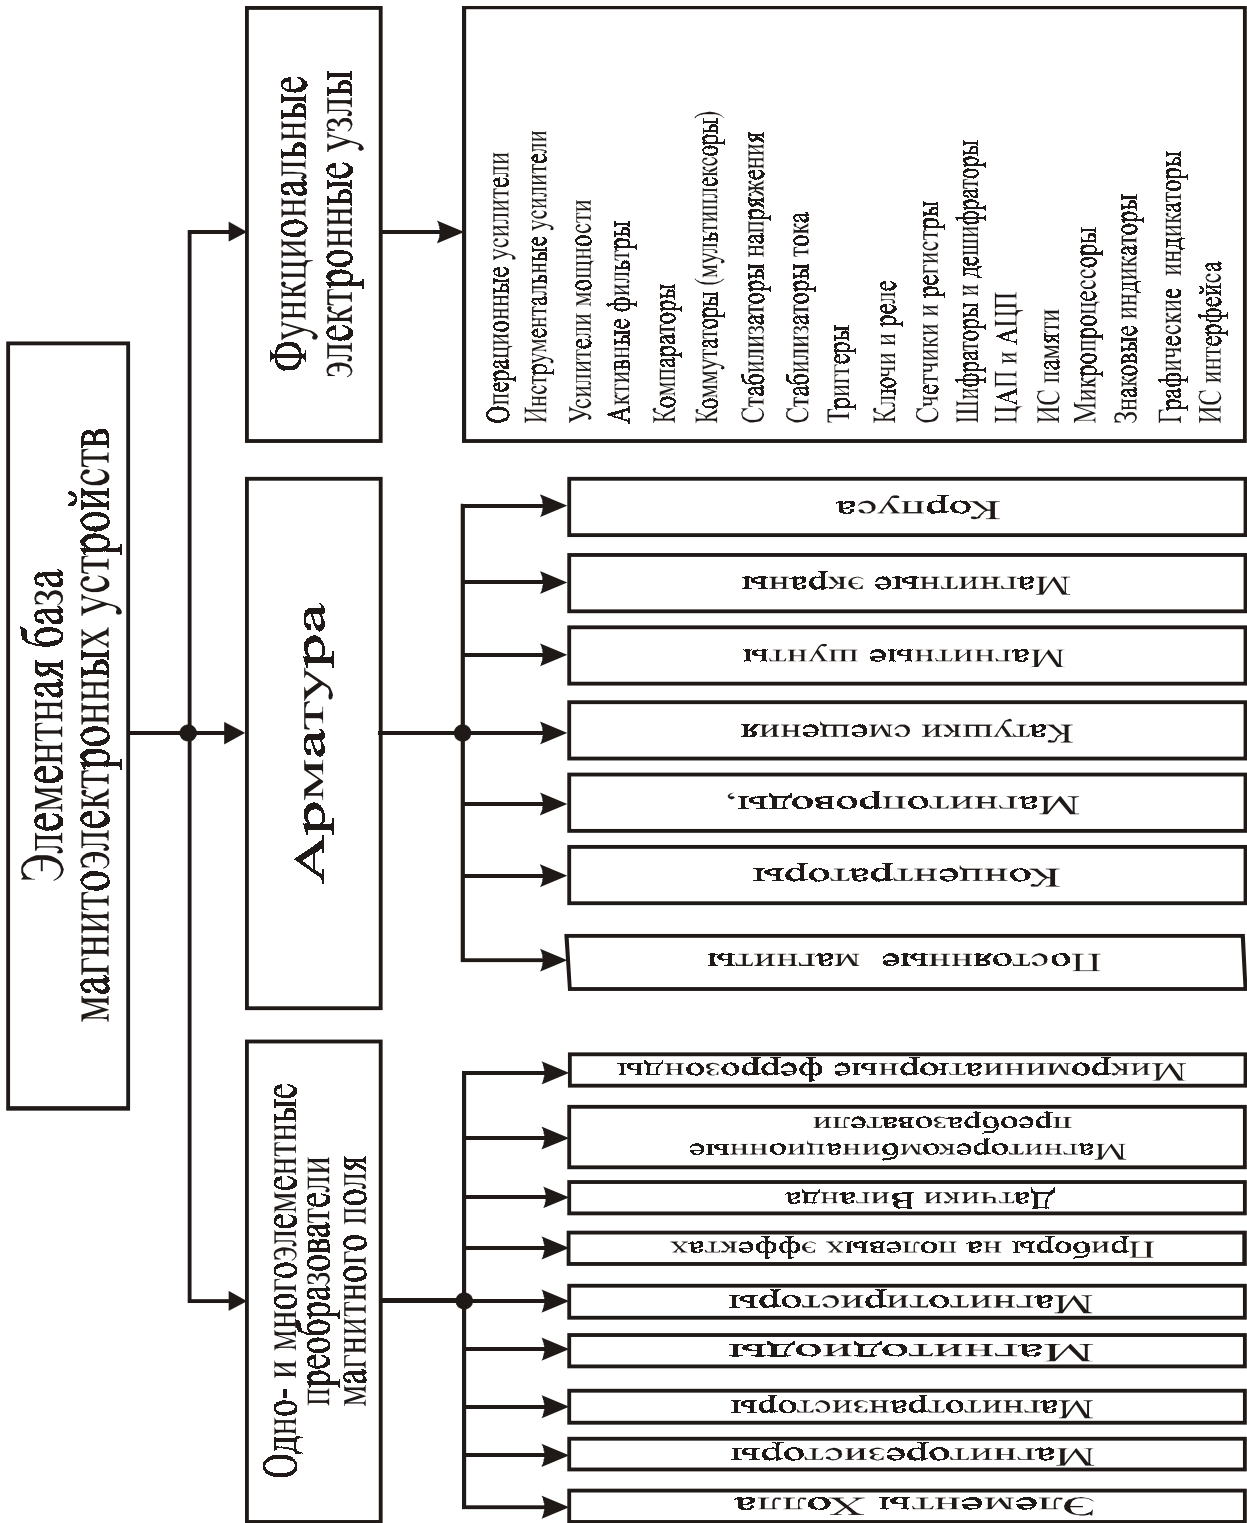 Элементная база
магнитоэлектронных устройств
Одно- и многоэлементные
преобразователи
магнитного поля
Арматура
Функциональные
электронные узлы
Элементы Холла
Магниторезисторы
Магнитотранзисторы
Магнитодиоды
Магнитотиристоры
Приборы на полевых эффектах
Датчики Виганда
Магниторекомбинационные
преобразователи
Микроминиатюрные феррозонды
Постоянные магниты
Концентраторы
Магнитопроводы,
Катушки смещения
Магнитные шунты
Магнитные экраны
Корпуса
Операционные усилители
Инструментальные усилители
Усилители мощности
Активные фильтры
Компараторы
Коммутаторы (мультиплексоры)
Стабилизаторы напряжения
Стабилизаторы тока
Триггеры
Ключи и реле
Счетчики и регистры
Шифраторы и дешифраторы
ЦАП и АЦП
ИС памяти
Микропроцессоры
Знаковые индикаторы
Графические индикаторы
ИС интерфейса